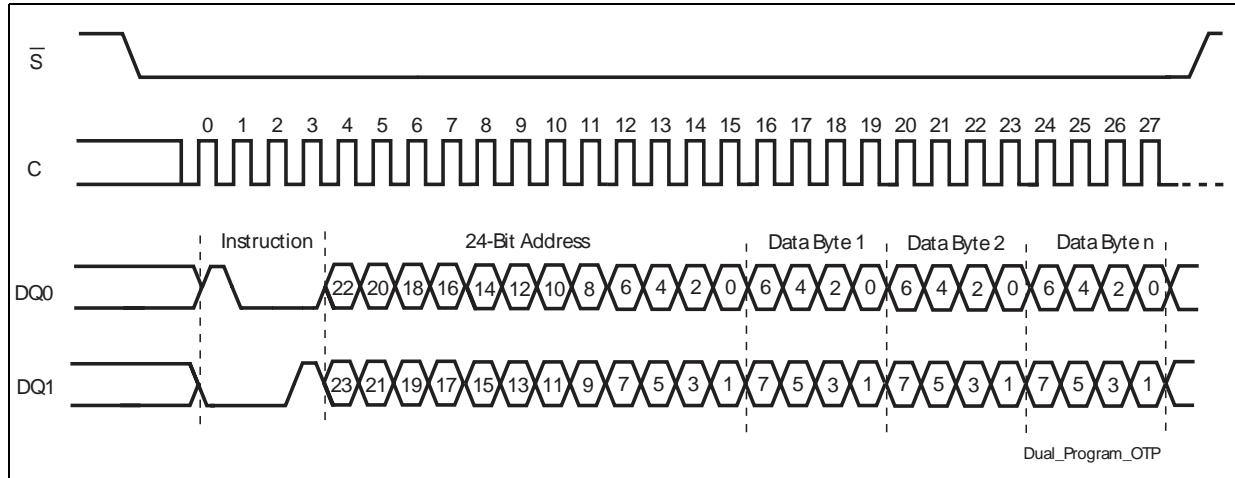 S
0 1 2 3 4 5 6 7 8 9 10 11 12 13 14 15 16 17 18 19 20 21 22 23 24 25 26 27
C
Instruction 24-Bit Address Data Byte 1 Data Byte 2 Data Byte n
DQ0 22 20 18 16 14 12 10 8 6 4 2 0 6 4 2 0 6 4 2 0 6 4 2 0
DQ1 23 21 19 17 15 13 11 9 7 5 3 1 7 5 3 1 7 5 3 1 7 5 3 1
Dual_Program_OTP